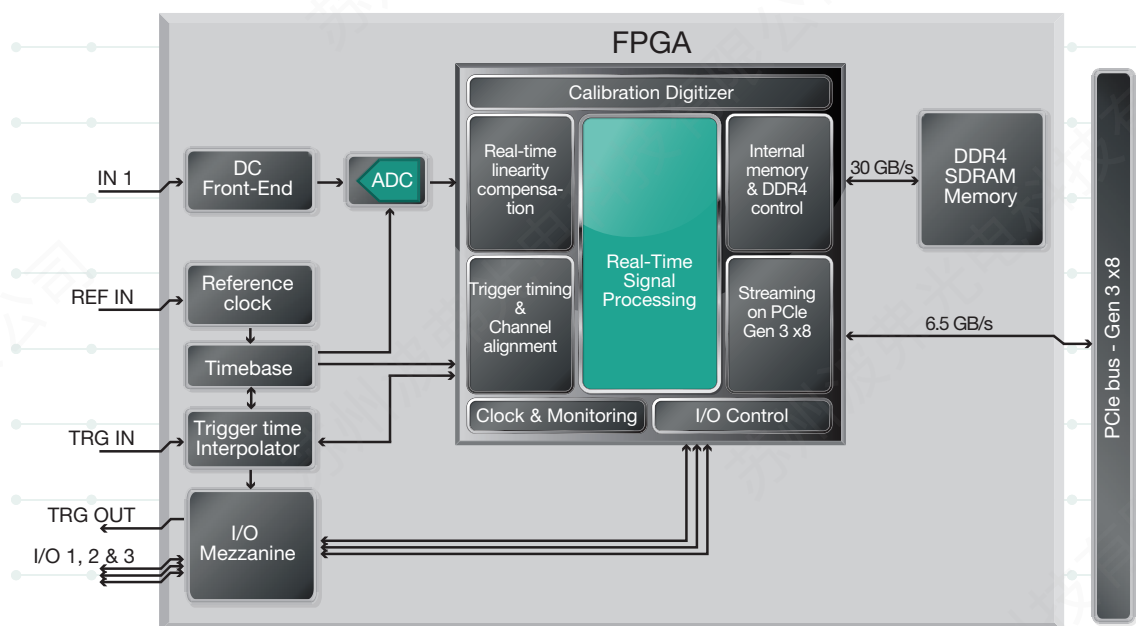 FPGA
Calibration Digitizer
IN 1
DC
Front-End
ADC
Real-time
linearity
compensa-
tion
Internal
memory
& DDR4
control
30 GB/s
DDR4
SDRAM
Memory
Real-Time
Signal
Processing
REF IN
Reference
clock
Trigger timing
&
Channel
alignment
Streaming
on PCIe
Gen 3 x8
6.5 GB/s
PCIe bus - Gen 3 x8
Timebase
Clock & Monitoring
I/O Control
TRG IN
Trigger time
Interpolator
TRG OUT
I/O
Mezzanine
I/O 1, 2 & 3